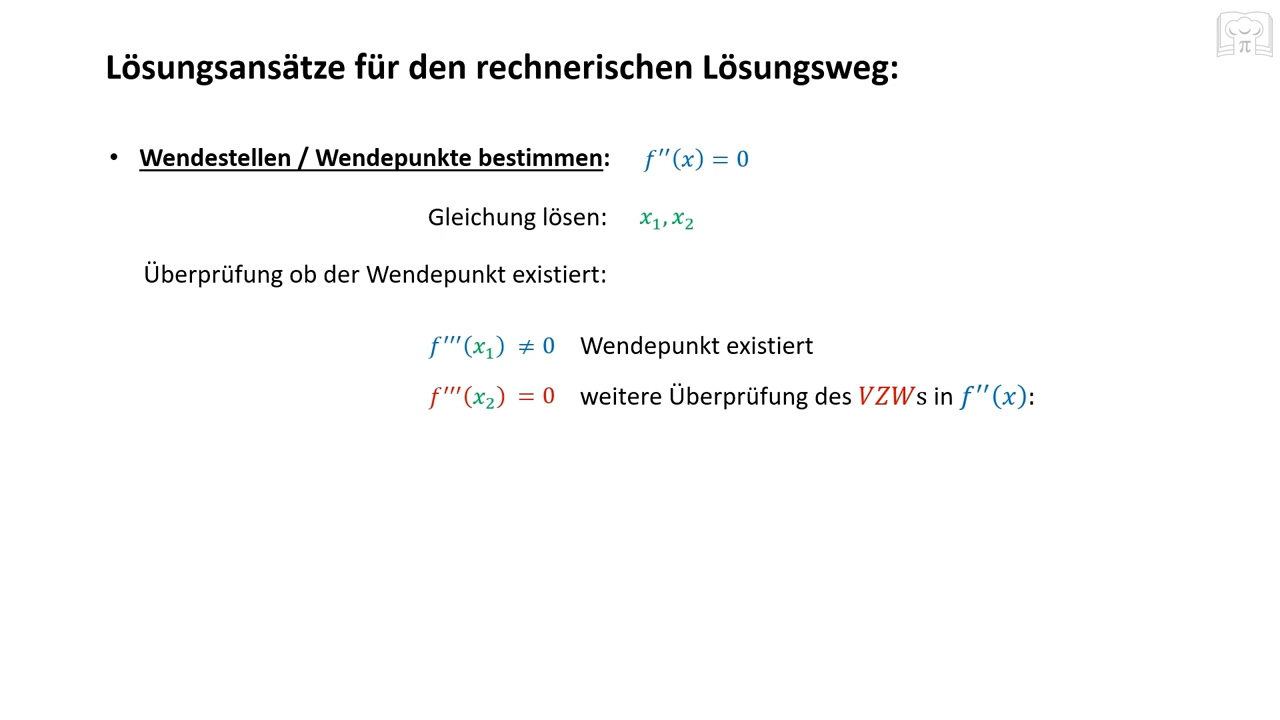 Lösungsansätze für den rechnerischen Lösungsweg:
• Wendestellen / Wendepunkte bestimmen: f''(x) = 0
Gleichung lösen: x₁, x₂
Überprüfung ob der Wendepunkt existiert:
f'''(x₁) ≠ 0 Wendepunkt existiert
f'''(x₂) = 0 weitere Überprüfung des VZWs in f''(x):
π